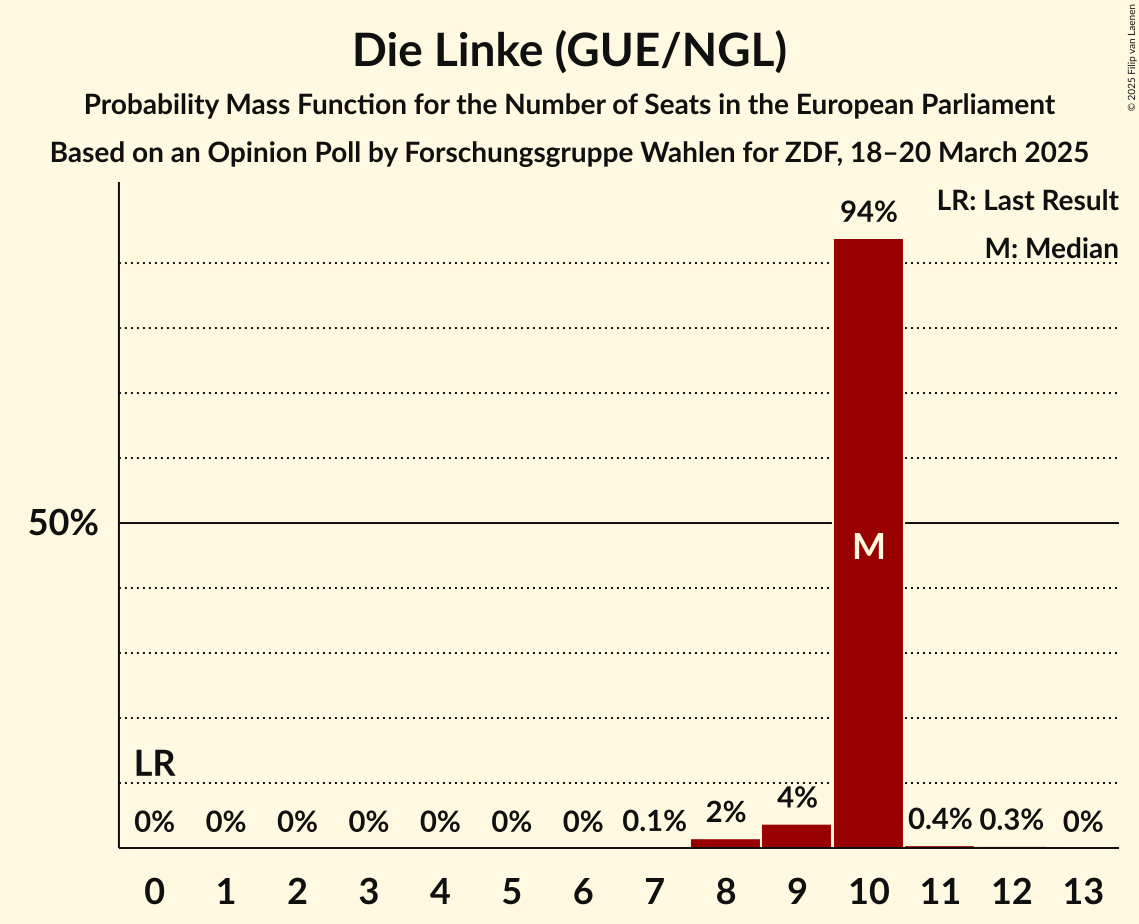 Die Linke (GUE/NGL)
Probability Mass Function for the Number of Seats in the European Parliament
Based on an Opinion Poll by Forschungsgruppe Wahlen for ZDF, 18–20 March 2025
© 2025 Filip van Laenen
LR: Last Result
M: Median
94%
50%
M
LR
0% 0% 0% 0% 0% 0% 0% 0.1% 2% 4% 0.4% 0.3% 0%
0 1 2 3 4 5 6 7 8 9 10 11 12 13